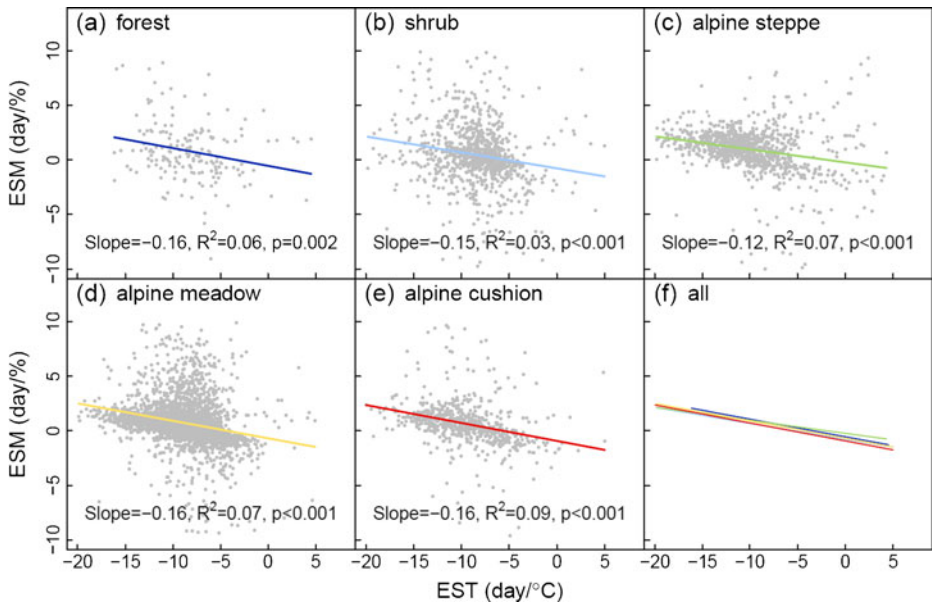 (a) forest
(b) shrub
(c) alpine steppe
ESM (day/%)
10
5
0
−5
−10
Slope=−0.16, R²=0.06, p=0.002
Slope=−0.15, R²=0.03, p<0.001
Slope=−0.12, R²=0.07, p<0.001
(d) alpine meadow
(e) alpine cushion
(f) all
ESM (day/%)
10
5
0
−5
−10
Slope=−0.16, R²=0.07, p<0.001
Slope=−0.16, R²=0.09, p<0.001
−20 −15 −10 −5 0 5
−20 −15 −10 −5 0 5
−20 −15 −10 −5 0 5
EST (day/°C)